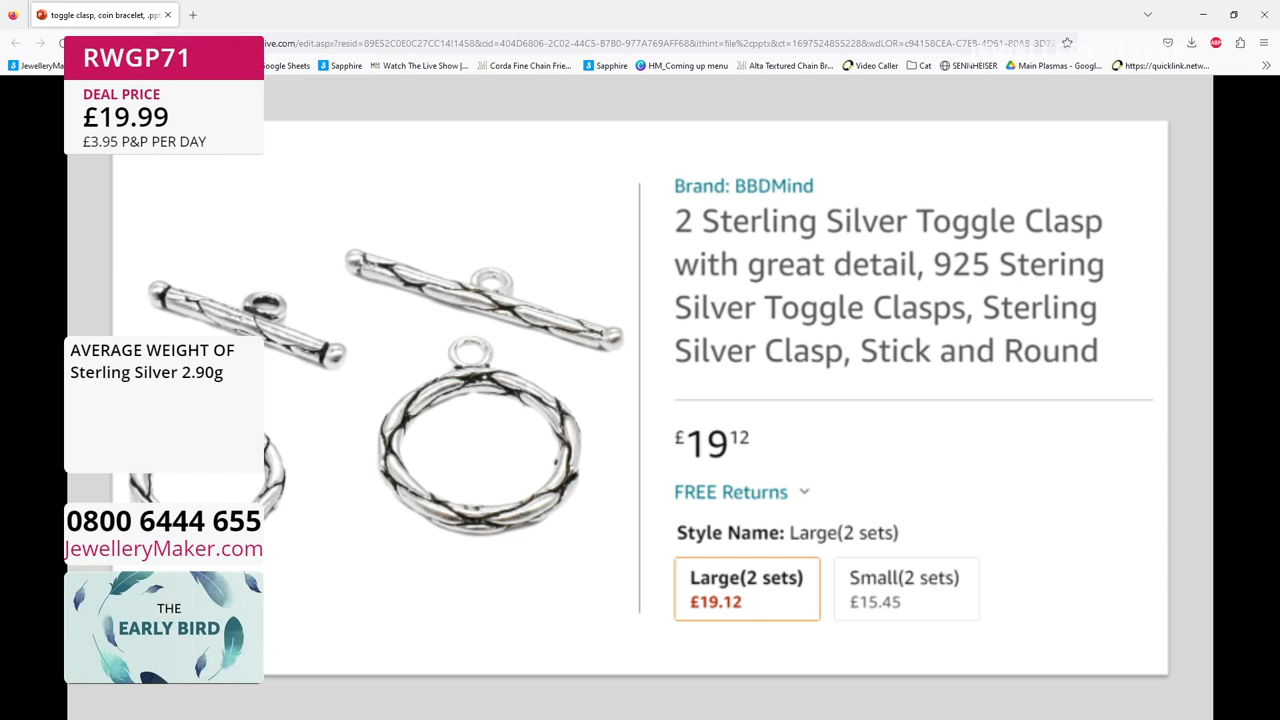 toggle clasp, coin bracelet, .ppt
JewelleryM
ogle Sheets
Sapphire
Watch The Live Show |...
Corda Fine Chain Frie...
Sapphire
HM_Coming up menu
Alta Textured Chain Br...
Video Caller
Cat
SENNHEISER
Main Plasmas - Googl...
https://quicklink.netw...
RWGP71
DEAL PRICE
£19.99
£3.95 P&P PER DAY
Brand: BBDMind
2 Sterling Silver Toggle Clasp
with great detail, 925 Stering
Silver Toggle Clasps, Sterling
Silver Clasp, Stick and Round
AVERAGE WEIGHT OF
Sterling Silver 2.90g
£19 12
FREE Returns
Style Name: Large(2 sets)
Large(2 sets)
£19.12
Small(2 sets)
£15.45
0800 6444 655
JewelleryMaker.com
THE
EARLY BIRD